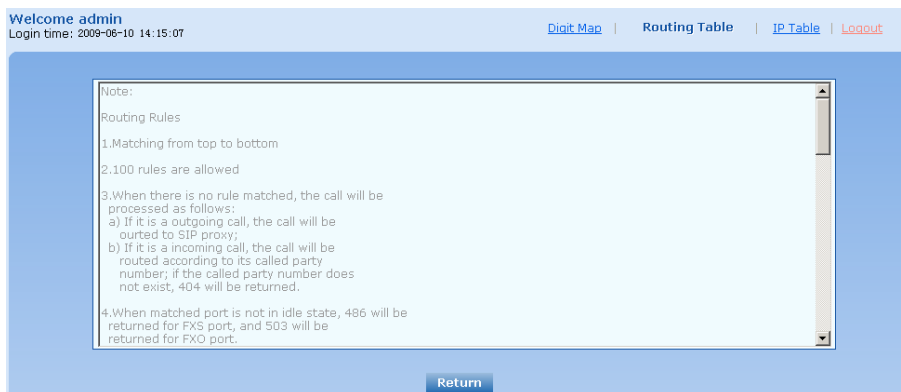 Welcome admin
Login time: 2009-06-10 14:15:07
Digit Map | Routing Table | IP Table | Logout
Note:
Routing Rules
1.Matching from top to bottom
2.100 rules are allowed
3.When there is no rule matched, the call will be
processed as follows:
a) If it is a outgoing call, the call will be
ourted to SIP proxy;
b) If it is a incoming call, the call will be
routed according to its called party
number; if the called party number does
not exist, 404 will be returned.
4.When matched port is not in idle state, 486 will be
returned for FXS port, and 503 will be
returned for FXO port.
Return